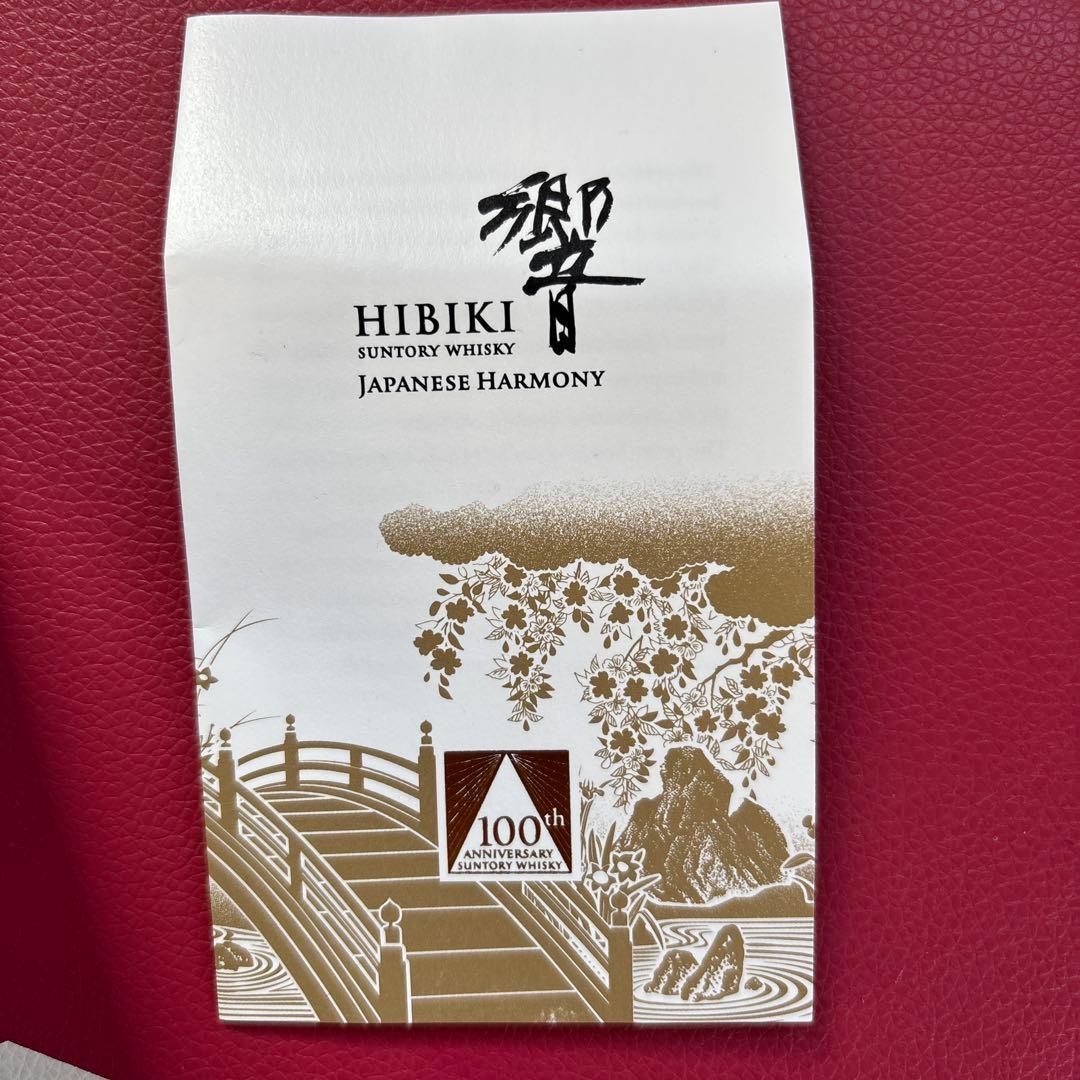 響
HIBIKI
SUNTORY WHISKY
JAPANESE HARMONY
100th
ANNIVERSARY
SUNTORY WHISKY